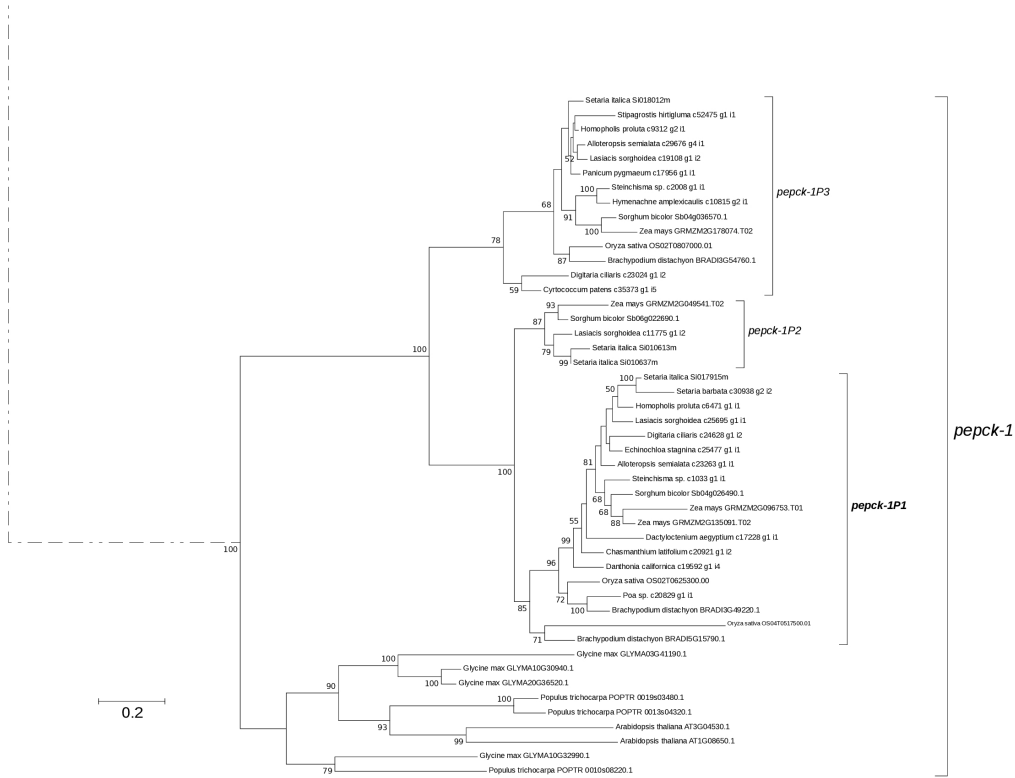 Setaria italica Si018012m
Stipagrostis hirtigluma c52475 g1 i1
Homopholis proluta c9312 g2 i1
Alloteropsis semialata c29676 g4 i1
52
Lasiacis sorghoidea c19108 g1 i2
Panicum pygmaeum c17956 g1 i1
100
Steinchisma sp. c2008 g1 i1
pepck-1P3
Hymenachne amplexicaulis c10815 g2 i1
68
91
Sorghum bicolor Sb04g036570.1
100
Zea mays GRMZM2G178074.T02
78
Oryza sativa OS02T0807000.01
87
Brachypodium distachyon BRADI3G54760.1
Digitaria ciliaris c23024 g1 i2
59
Cyrtococcum patens c35373 g1 i5
93
Zea mays GRMZM2G049541.T02
87
Sorghum bicolor Sb06g022690.1
pepck-1P2
Lasiacis sorghoidea c11775 g1 i2
100
79
Setaria italica Si010613m
99
Setaria italica Si010637m
100
Setaria italica Si017915m
50
Setaria barbata c30938 g2 i2
Homopholis proluta c6471 g1 i1
Lasiacis sorghoidea c25695 g1 i1
pepck-1
Digitaria ciliaris c24628 g1 i2
Echinochloa stagnina c25477 g1 i1
81
Alloteropsis semialata c23263 g1 i1
100
Steinchisma sp. c1033 g1 i1
68
Sorghum bicolor Sb04g026490.1
pepck-1P1
68
Zea mays GRMZM2G096753.T01
55
88
Zea mays GRMZM2G135091.T02
99
Dactyloctenium aegyptium c17228 g1 i1
100
Chasmanthium latifolium c20921 g1 i2
96
Danthonia californica c19592 g1 i4
Oryza sativa OS02T0625300.00
72
Poa sp. c20829 g1 i1
85
100
Brachypodium distachyon BRADI3G49220.1
Oryza sativa OS04T0517500.01
71
Brachypodium distachyon BRADI5G15790.1
100
Glycine max GLYMA03G41190.1
Glycine max GLYMA10G30940.1
90
100
Glycine max GLYMA20G36520.1
100
Populus trichocarpa POPTR 0019s03480.1
0.2
Populus trichocarpa POPTR 0013s04320.1
93
Arabidopsis thaliana AT3G04530.1
99
Arabidopsis thaliana AT1G08650.1
Glycine max GLYMA10G32990.1
79
Populus trichocarpa POPTR 0010s08220.1